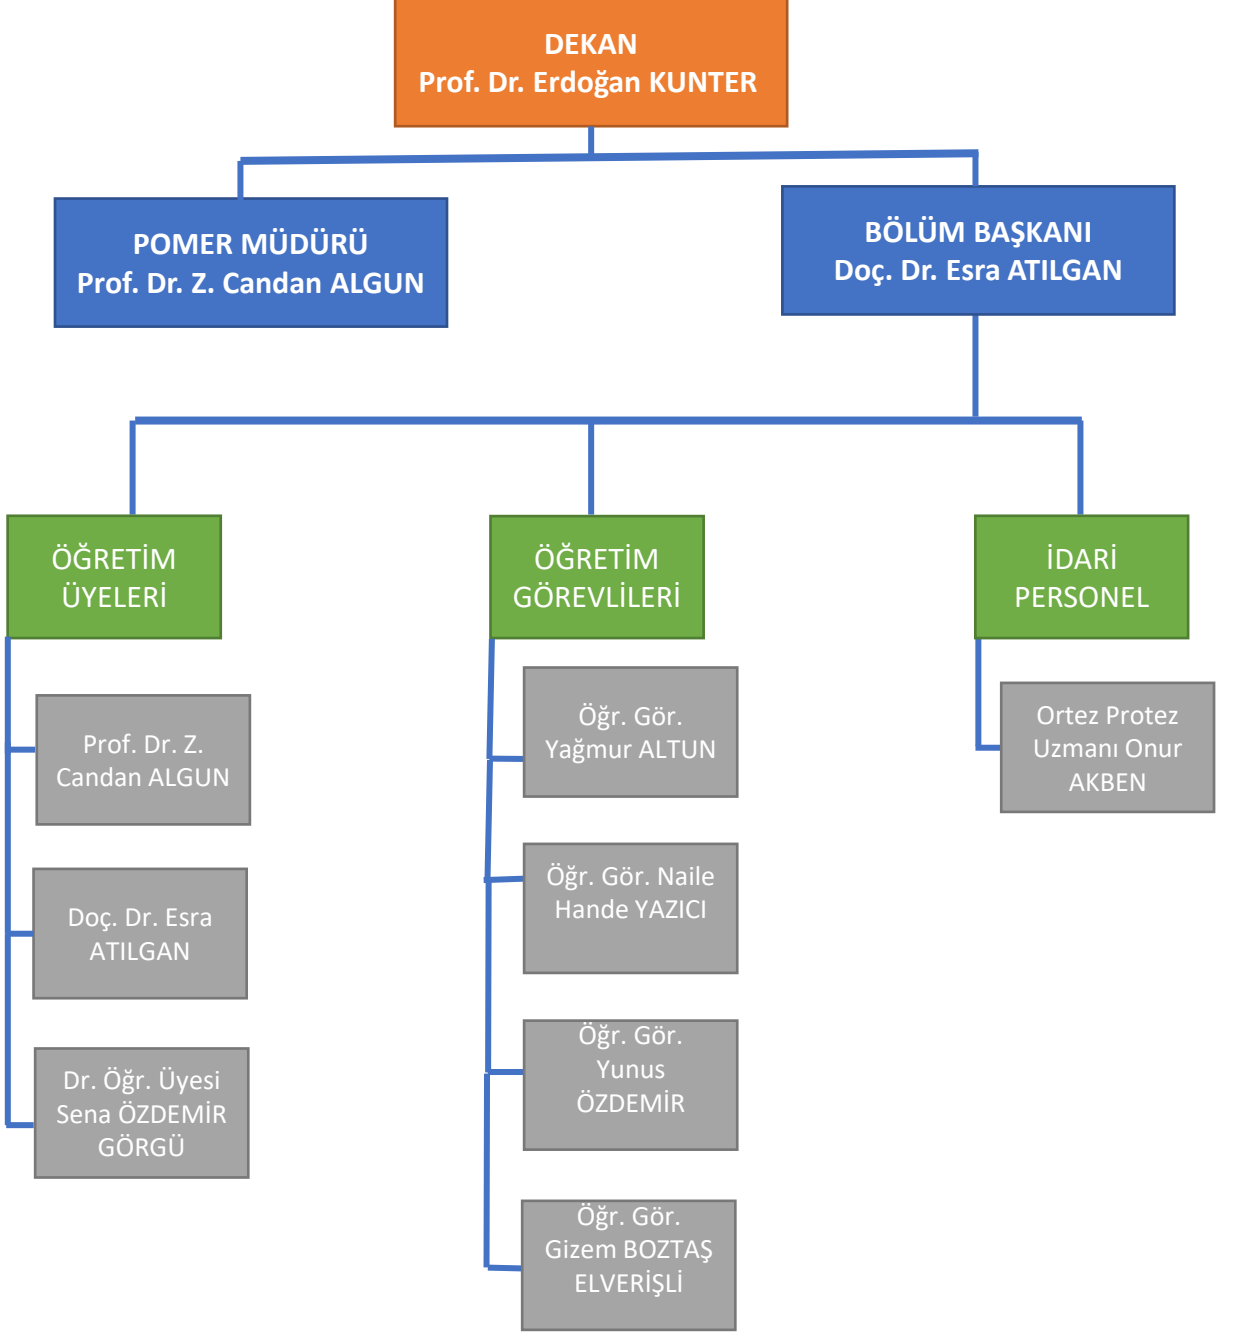 DEKAN
Prof. Dr. Erdoğan KUNTER
POMER MÜDÜRÜ
Prof. Dr. Z. Candan ALGUN
BÖLÜM BAŞKANI
Doç. Dr. Esra ATILGAN
ÖĞRETİM
ÜYELERİ
Prof. Dr. Z.
Candan ALGUN
Doç. Dr. Esra
ATILGAN
Dr. Öğr. Üyesi
Sena ÖZDEMİR
GÖRGÜ
ÖĞRETİM
GÖREVLİLERİ
Öğr. Gör.
Yağmur ALTUN
Öğr. Gör. Naile
Hande YAZICI
Öğr. Gör.
Yunus
ÖZDEMİR
Öğr. Gör.
Gizem BOZTAŞ
ELVERİŞLİ
İDARİ
PERSONEL
Ortez Protez
Uzmanı Onur
AKBEN